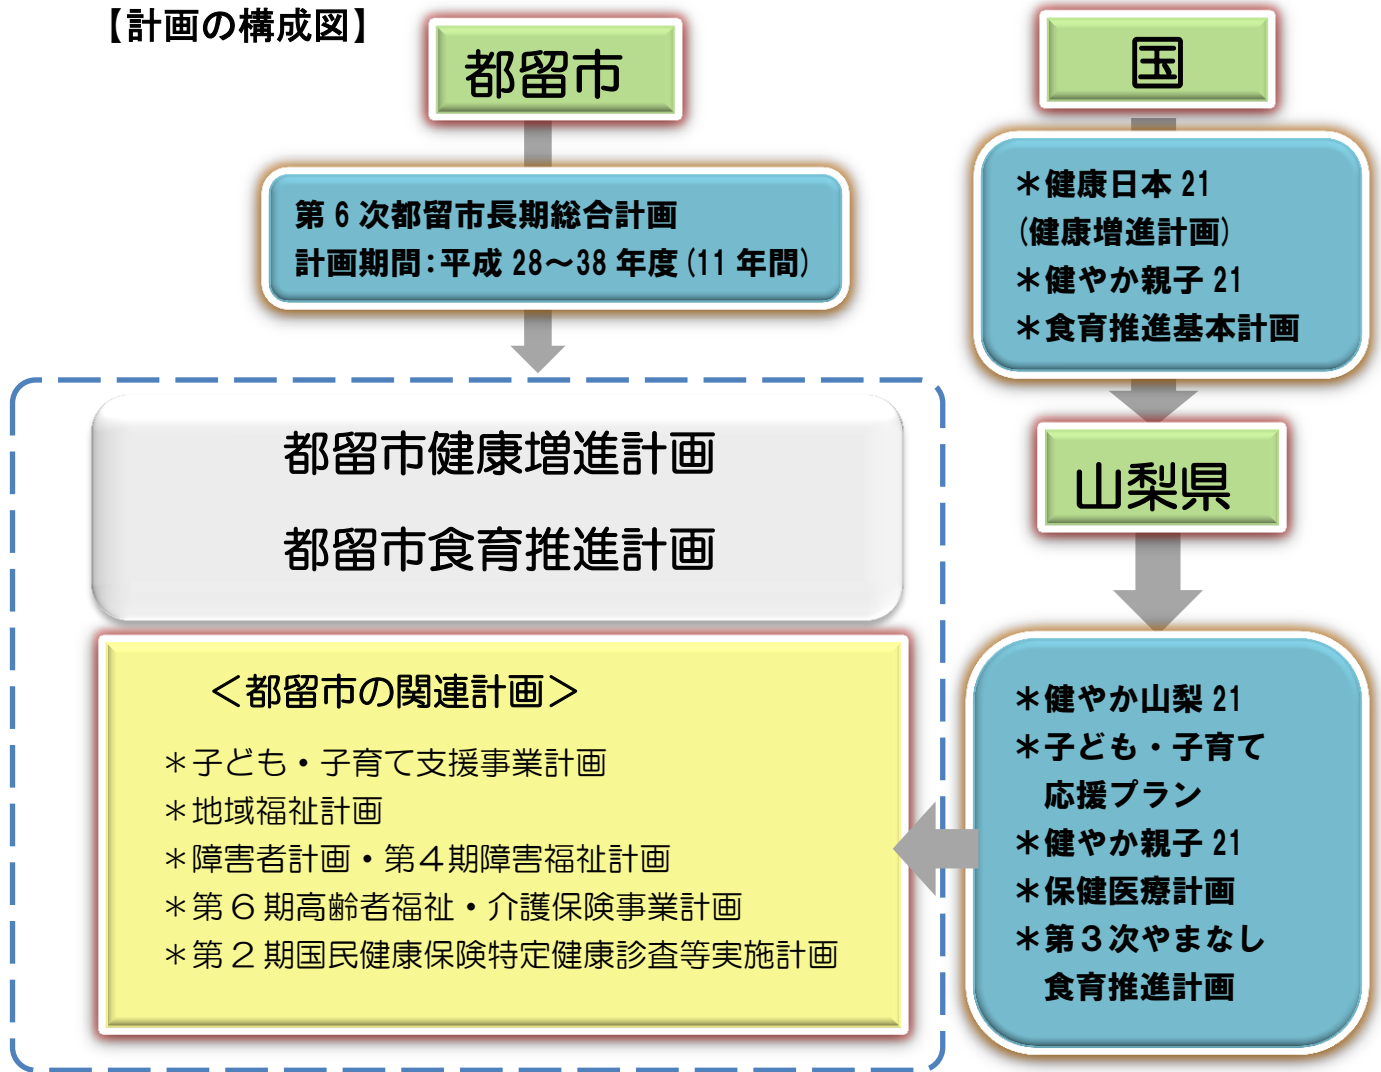 【計画の構成図】
都留市
第6次都留市長期総合計画
計画期間：平成28～38年度(11年間)
都留市健康増進計画
都留市食育推進計画
＜都留市の関連計画＞
＊子ども・子育て支援事業計画
＊地域福祉計画
＊障害者計画・第４期障害福祉計画
＊第６期高齢者福祉・介護保険事業計画
＊第２期国民健康保険特定健康診査等実施計画
国
＊健康日本21
(健康増進計画)
＊健やか親子21
＊食育推進基本計画
山梨県
＊健やか山梨21
＊子ども・子育て
応援プラン
＊健やか親子21
＊保健医療計画
＊第３次やまなし
食育推進計画